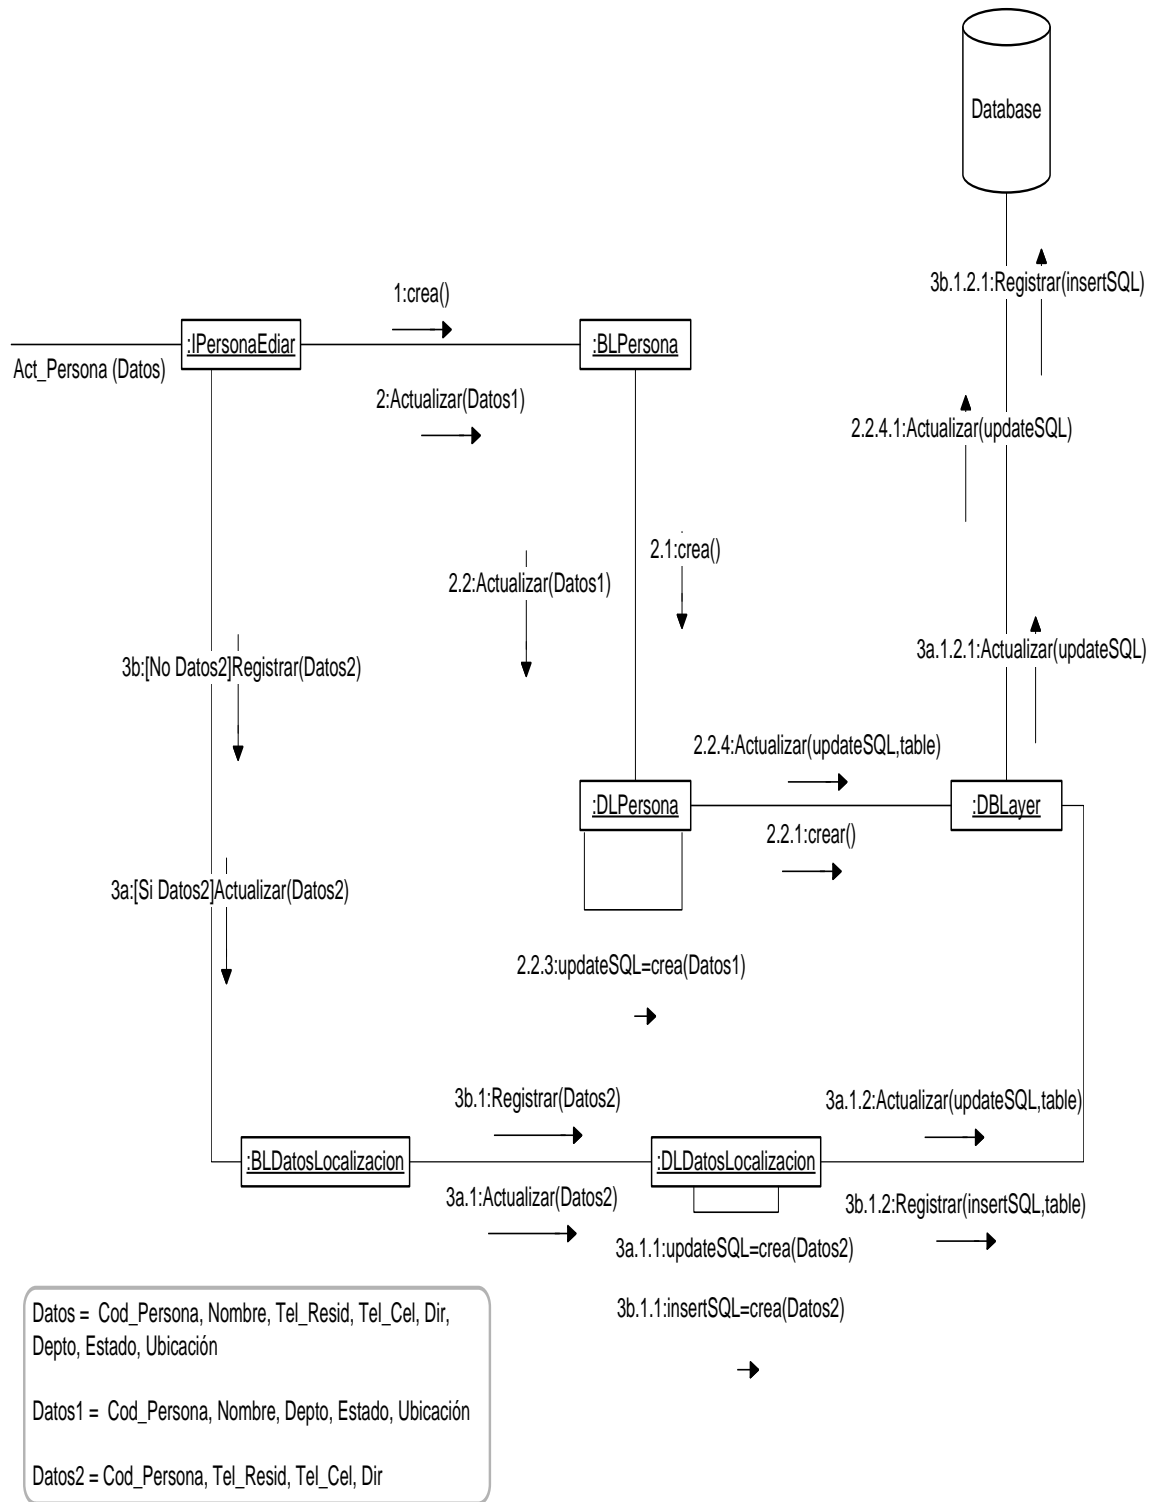 Database
3b.1.2.1:Registrar(insertSQL)
1:crea()
:IPersonaEdiar
:BLPersona
Act_Persona (Datos)
2:Actualizar(Datos1)
2.2.4.1:Actualizar(updateSQL)
2.1:crea()
2.2:Actualizar(Datos1)
3b:[No Datos2]Registrar(Datos2)
3a.1.2.1:Actualizar(updateSQL)
2.2.4:Actualizar(updateSQL,table)
:DLPersona
:DBLayer
2.2.1:crear()
3a:[Si Datos2]Actualizar(Datos2)
2.2.3:updateSQL=crea(Datos1)
3b.1:Registrar(Datos2)
3a.1.2:Actualizar(updateSQL,table)
:BLDatosLocalizacion
:DLDatosLocalizacion
3a.1:Actualizar(Datos2)
3b.1.2:Registrar(insertSQL,table)
3a.1.1:updateSQL=crea(Datos2)
3b.1.1:insertSQL=crea(Datos2)
Datos = Cod_Persona, Nombre, Tel_Resid, Tel_Cel, Dir,
Depto, Estado, Ubicación
Datos1 = Cod_Persona, Nombre, Depto, Estado, Ubicación
Datos2 = Cod_Persona, Tel_Resid, Tel_Cel, Dir